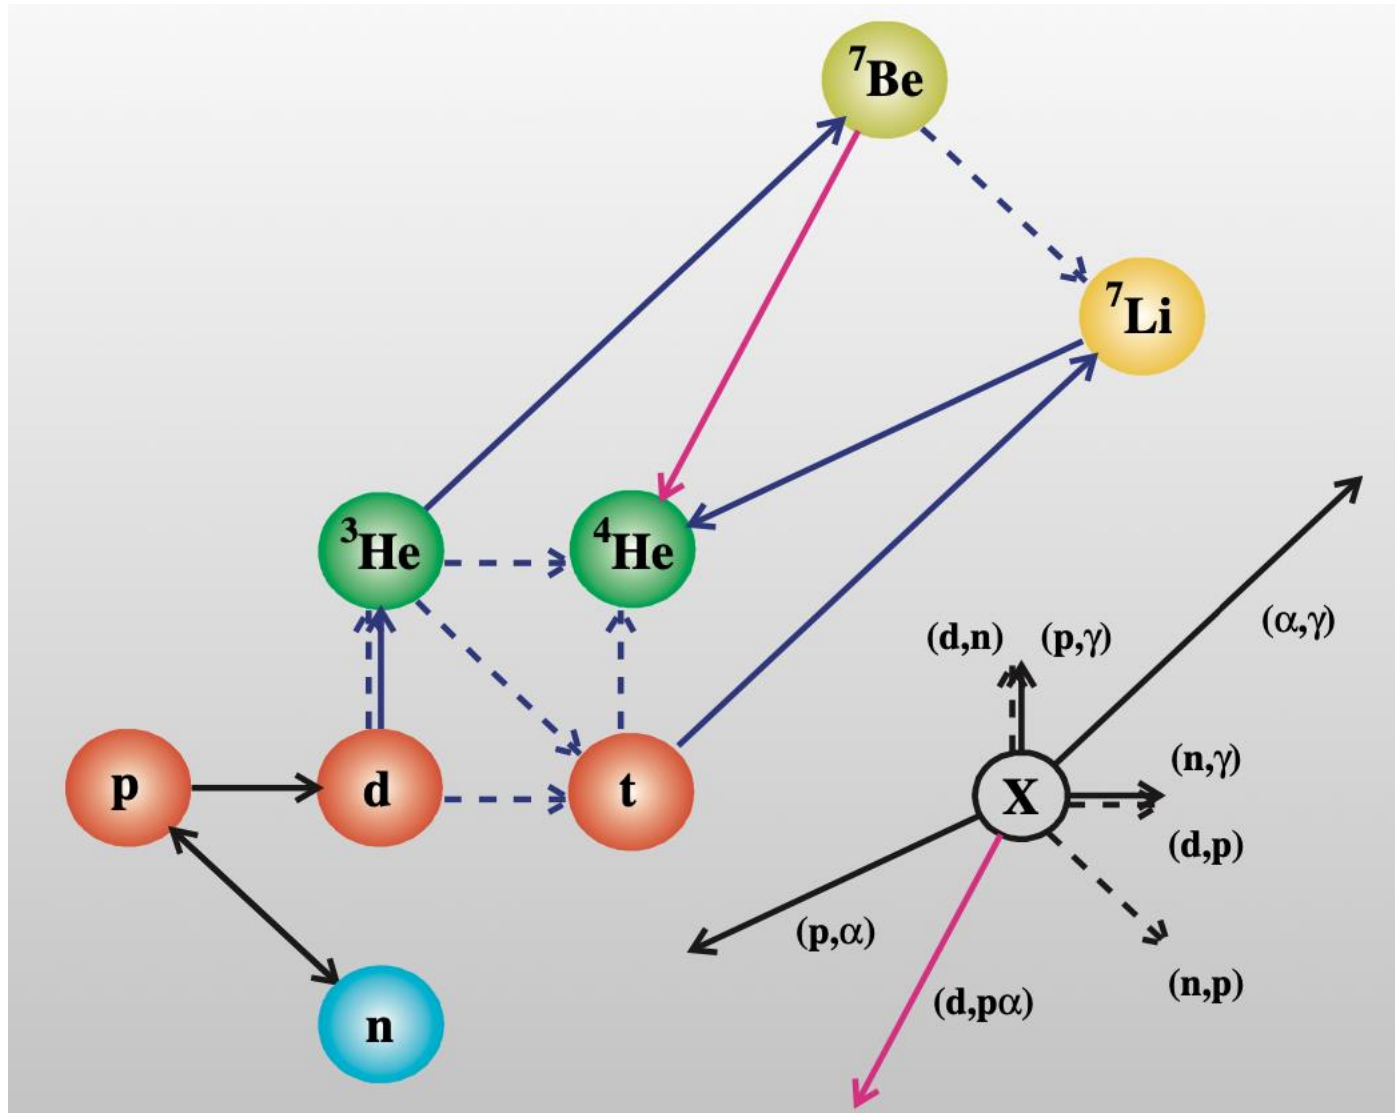 ⁷Be
⁷Li
³He
⁴He
(α,γ)
(d,n) (p,γ)
(n,γ)
p
d
t
X
(d,p)
(p,α)
(n,p)
(d,pα)
n